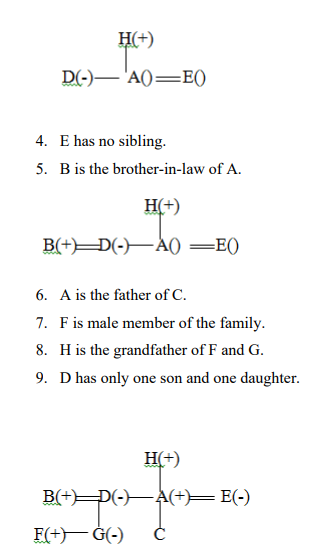 H(+)
D(-)— A()=E()
4. E has no sibling.
5. B is the brother-in-law of A.
H(+)
B(+)=D(-)—A() =E()
6. A is the father of C.
7. F is male member of the family.
8. H is the grandfather of F and G.
9. D has only one son and one daughter.
H(+)
B(+)=D(-)—A(+)= E(-)
F(+)— G(-) C